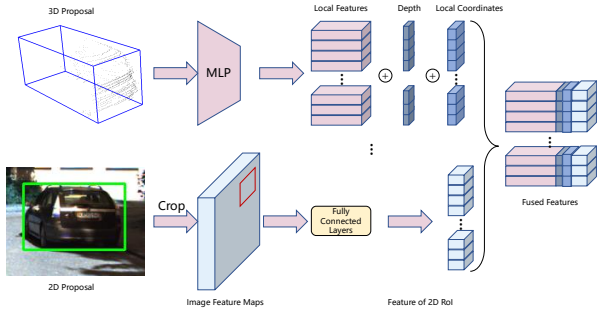 3D Proposal
Local Features
Depth
Local Coordinates
MLP
+
+
Crop
Fully
Connected
Layers
Fused Features
2D Proposal
Image Feature Maps
Feature of 2D RoI